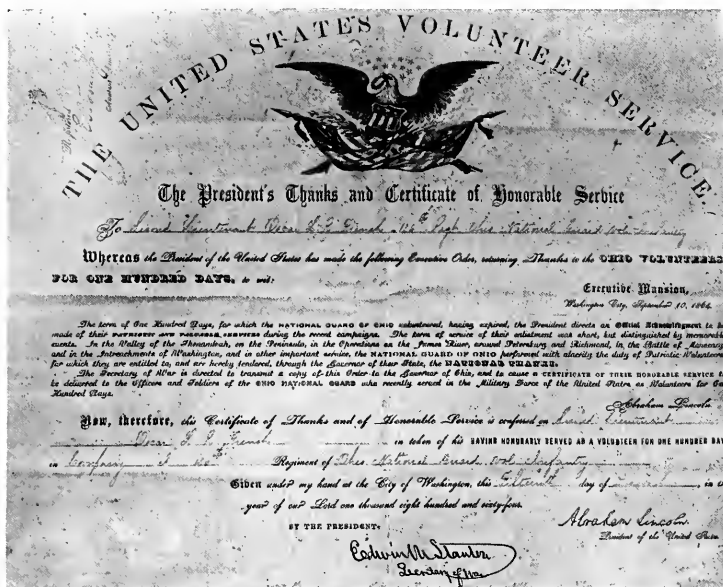 THE UNITED STATES VOLUNTEER SERVICE.
The President's Thanks and Certificate of Honorable Service
To Second Lieutenant Oscar Regt. Ohio National Guard
Whereas the President of the United States has made the following Executive Order, returning Thanks to the OHIO VOLUNTEERS
FOR ONE HUNDRED DAYS, to wit:
Executive Mansion,
Washington City, September 10, 1864.
The term of One Hundred Days, for which the NATIONAL GUARD OF OHIO volunteered, having expired, the President directs an Official Acknowledgment to be
made of their PATRIOTIC AND VALUABLE SERVICES during the recent campaigns. The term of service of their enlistment was short, but distinguished by memorable
events. In the Valley of the Shenandoah, on the Peninsula, in the Operations on the James River, around Petersburg and Richmond, in the Battle of Monocacy,
and in the Intrenchments of Washington, and in other important service, the NATIONAL GUARD OF OHIO performed with alacrity the duty of Patriotic Volunteers,
for which they are entitled to, and are hereby tendered, through the Governor of their State, the NATIONAL THANKS.
The Secretary of War is directed to transmit a copy of this Order to the Governor of Ohio, and to cause a CERTIFICATE OF THEIR HONORABLE SERVICE to
be delivered to the Officers and Soldiers of the OHIO NATIONAL GUARD who recently served in the Military Force of the United States as Volunteers for One
Hundred Days.
Abraham Lincoln
Now, therefore, this Certificate of Thanks and of Honorable Service is conferred on Second Lieutenant
Oscar in token of his HAVING HONORABLY SERVED AS A VOLUNTEER FOR ONE HUNDRED DAYS
in Company Regiment of Ohio National Guard Vol. Infantry
Given under my hand at the City of Washington, this fifteenth day of in the
year of our Lord one thousand eight hundred and sixty-four.
Abraham Lincoln.
BY THE PRESIDENT:
President of the United States
Edwin M Stanton
Secretary of War